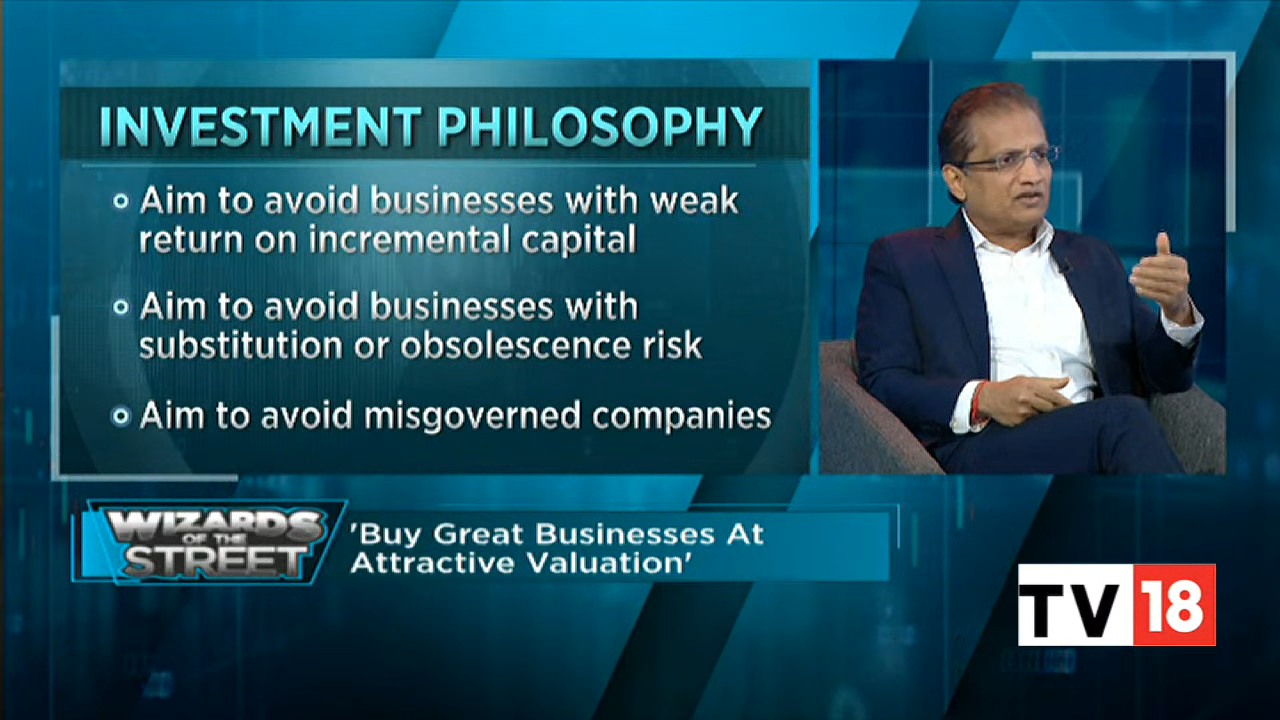 INVESTMENT PHILOSOPHY
Aim to avoid businesses with weak
return on incremental capital
Aim to avoid businesses with
substitution or obsolescence risk
Aim to avoid misgoverned companies
WIZARDS
OF THE
STREET
'Buy Great Businesses At
Attractive Valuation'
TV18